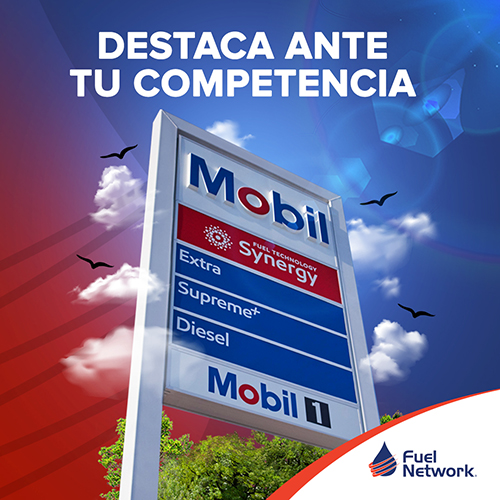 DESTACA ANTE
TU COMPETENCIA
Mobil
FUEL TECHNOLOGY
Synergy
Extra
Supreme+
Diesel
Mobil 1
Fuel
Network.